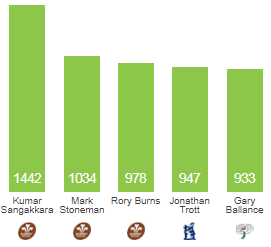 1442 1034 978 947 933
Kumar Mark Rory Burns Jonathan Gary
Sangakkara Stoneman Trott Ballance